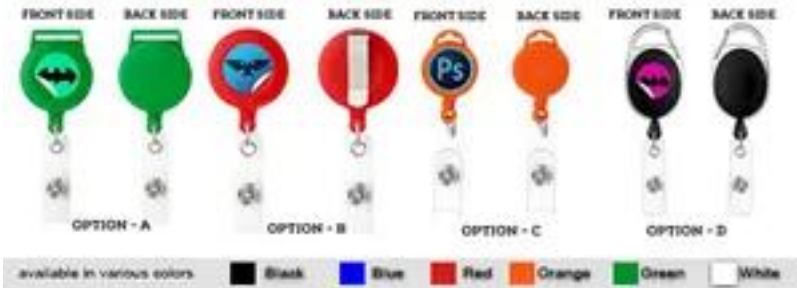 FRONT SIDE BACK SIDE FRONT SIDE BACK SIDE FRONT SIDE BACK SIDE FRONT SIDE BACK SIDE
Ps
OPTION - A OPTION - B OPTION - C OPTION - D
available in various colors Black Blue Red Orange Green White